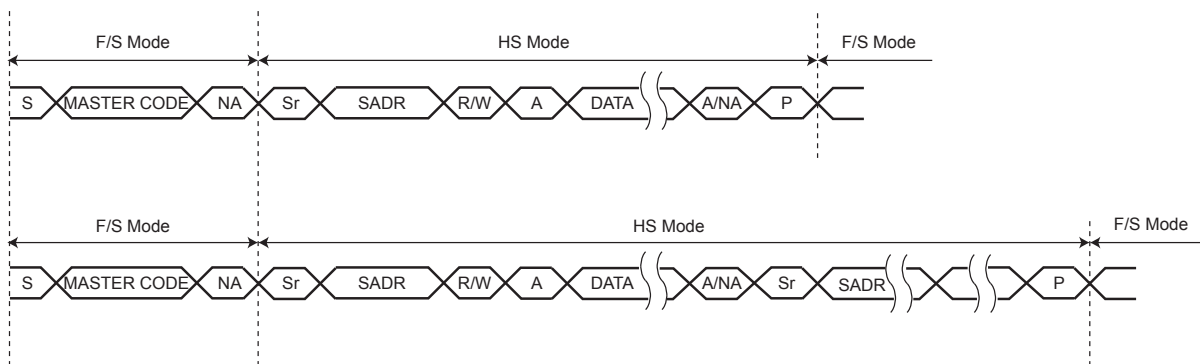 F/S Mode HS Mode F/S Mode
S MASTER CODE NA Sr SADR R/W A DATA A/NA P
F/S Mode HS Mode F/S Mode
S MASTER CODE NA Sr SADR R/W A DATA A/NA Sr SADR P